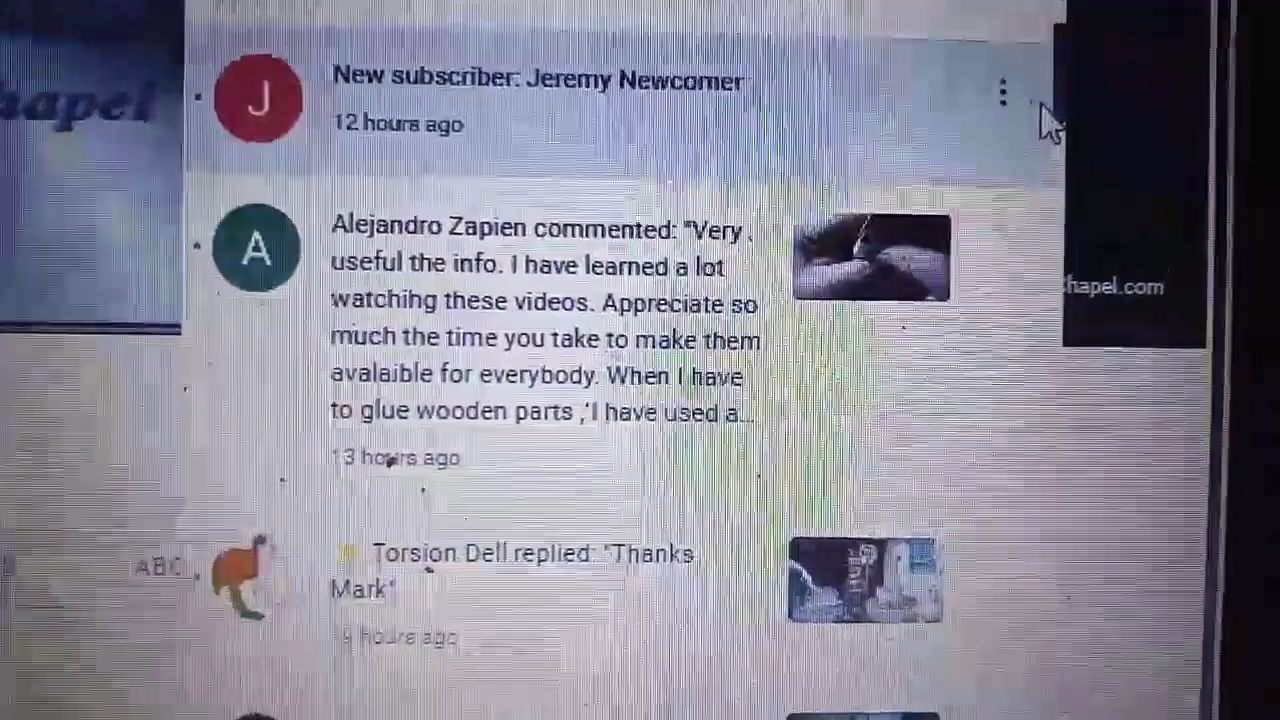 hapel
J
New subscriber: Jeremy Newcomer
12 hours ago
A
Alejandro Zapien commented: "Very
useful the info. I have learned a lot
watching these videos. Appreciate so
much the time you take to make them
avalaible for everybody. When I have
to glue wooden parts ,'I have used a...
13 hours ago
hapel.com
ABC
Torsion Dell replied: "Thanks
Mark"
hours ago